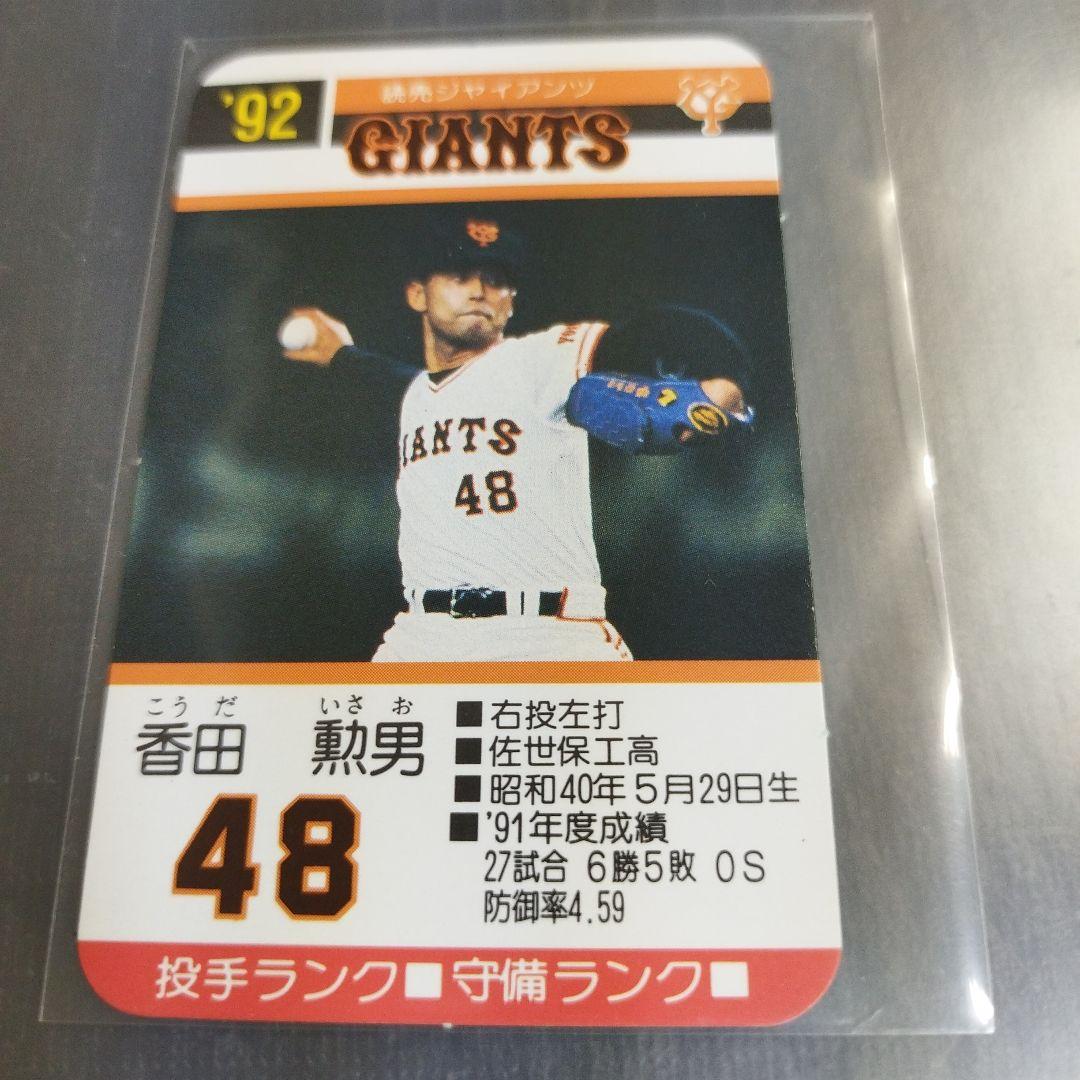 '92
読売ジャイアンツ
GIANTS
GIANTS
48
こうだ いさお
香田 勲男
48
■右投左打
■佐世保工高
■昭和40年5月29日生
■'91年度成績
27試合 6勝5敗 0S
防御率4.59
投手ランク□ 守備ランク□